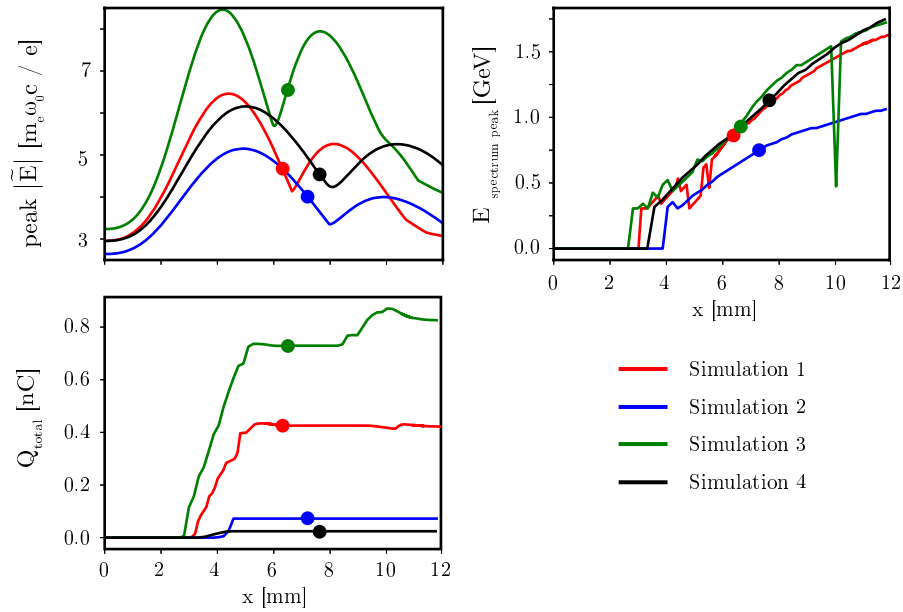 peak |Ẽ| [mₑω₀c / e]
7
5
3
E spectrum peak [GeV]
1.5
1.0
0.5
0.0
0 2 4 6 8 10 12
x [mm]
Q total [nC]
0.8
0.6
0.4
0.2
0.0
0 2 4 6 8 10 12
x [mm]
Simulation 1
Simulation 2
Simulation 3
Simulation 4